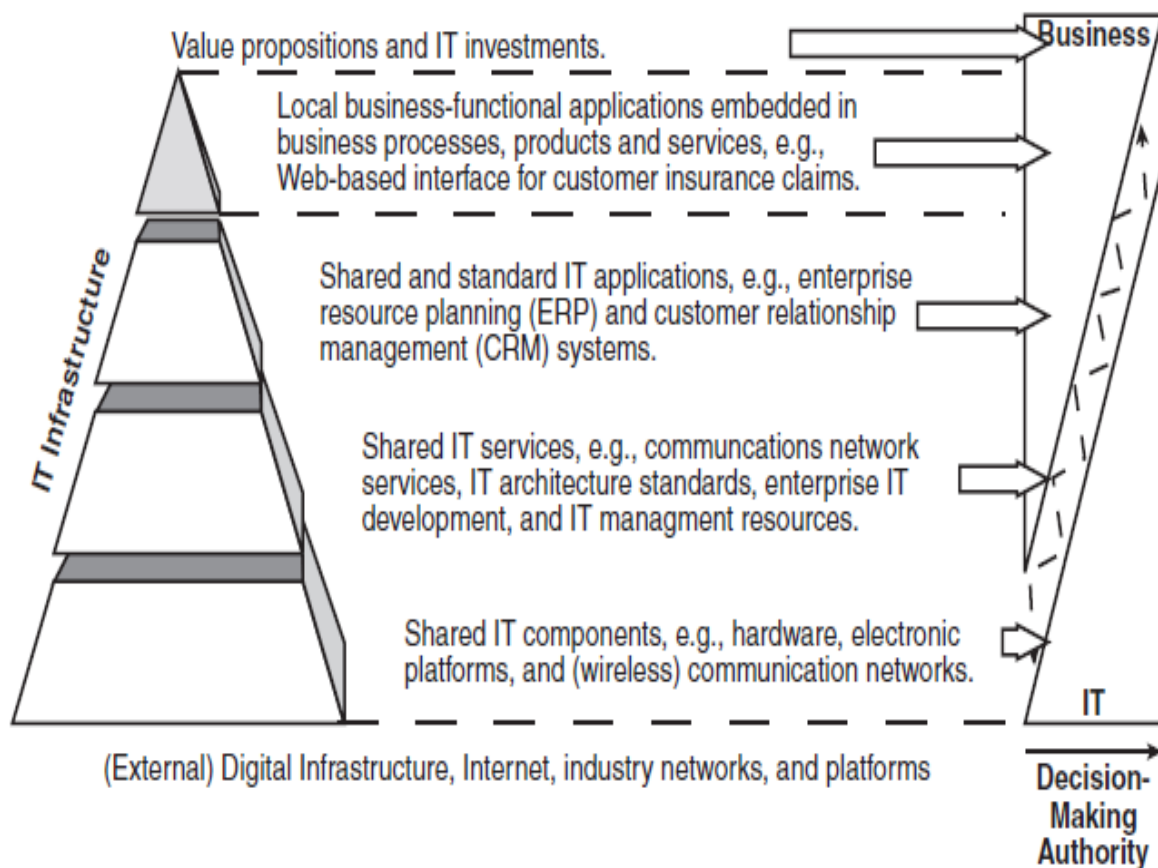 Value propositions and IT investments.
Business
Local business-functional applications embedded in
business processes, products and services, e.g.,
Web-based interface for customer insurance claims.
IT Infrastructure
Shared and standard IT applications, e.g., enterprise
resource planning (ERP) and customer relationship
management (CRM) systems.
Shared IT services, e.g., communcations network
services, IT architecture standards, enterprise IT
development, and IT managment resources.
Shared IT components, e.g., hardware, electronic
platforms, and (wireless) communication networks.
IT
(External) Digital Infrastructure, Internet, industry networks, and platforms
Decision-
Making
Authority